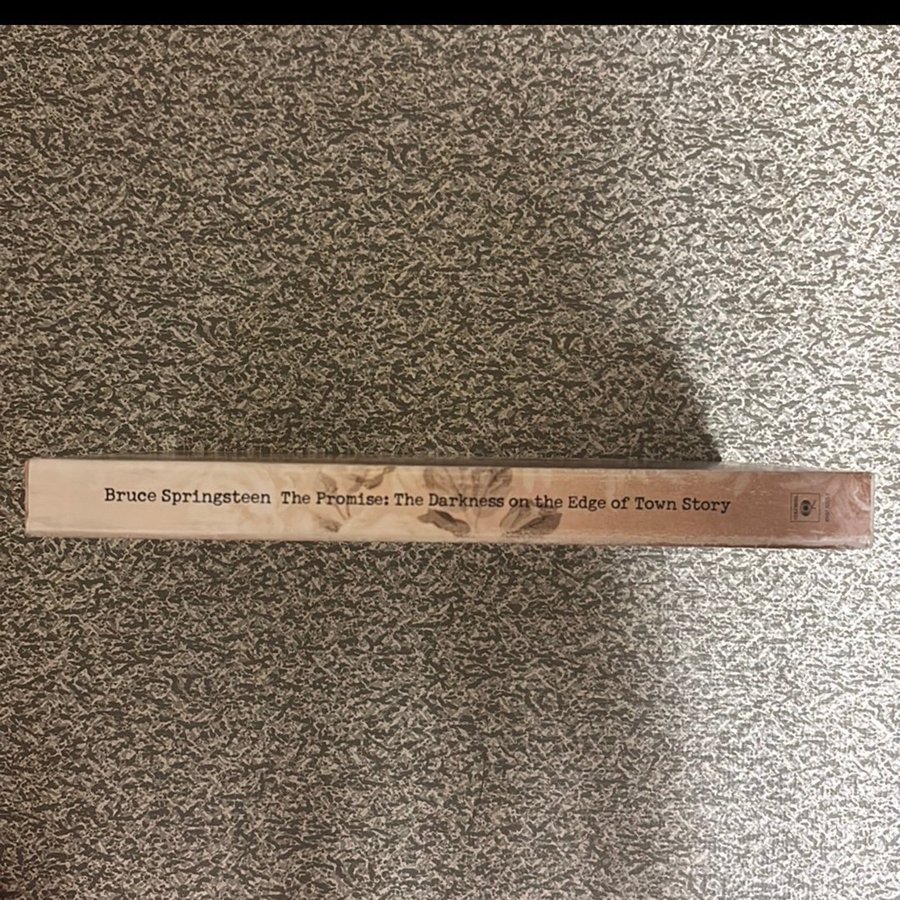 Bruce Springsteen The Promise: The Darkness on the Edge of Town Story